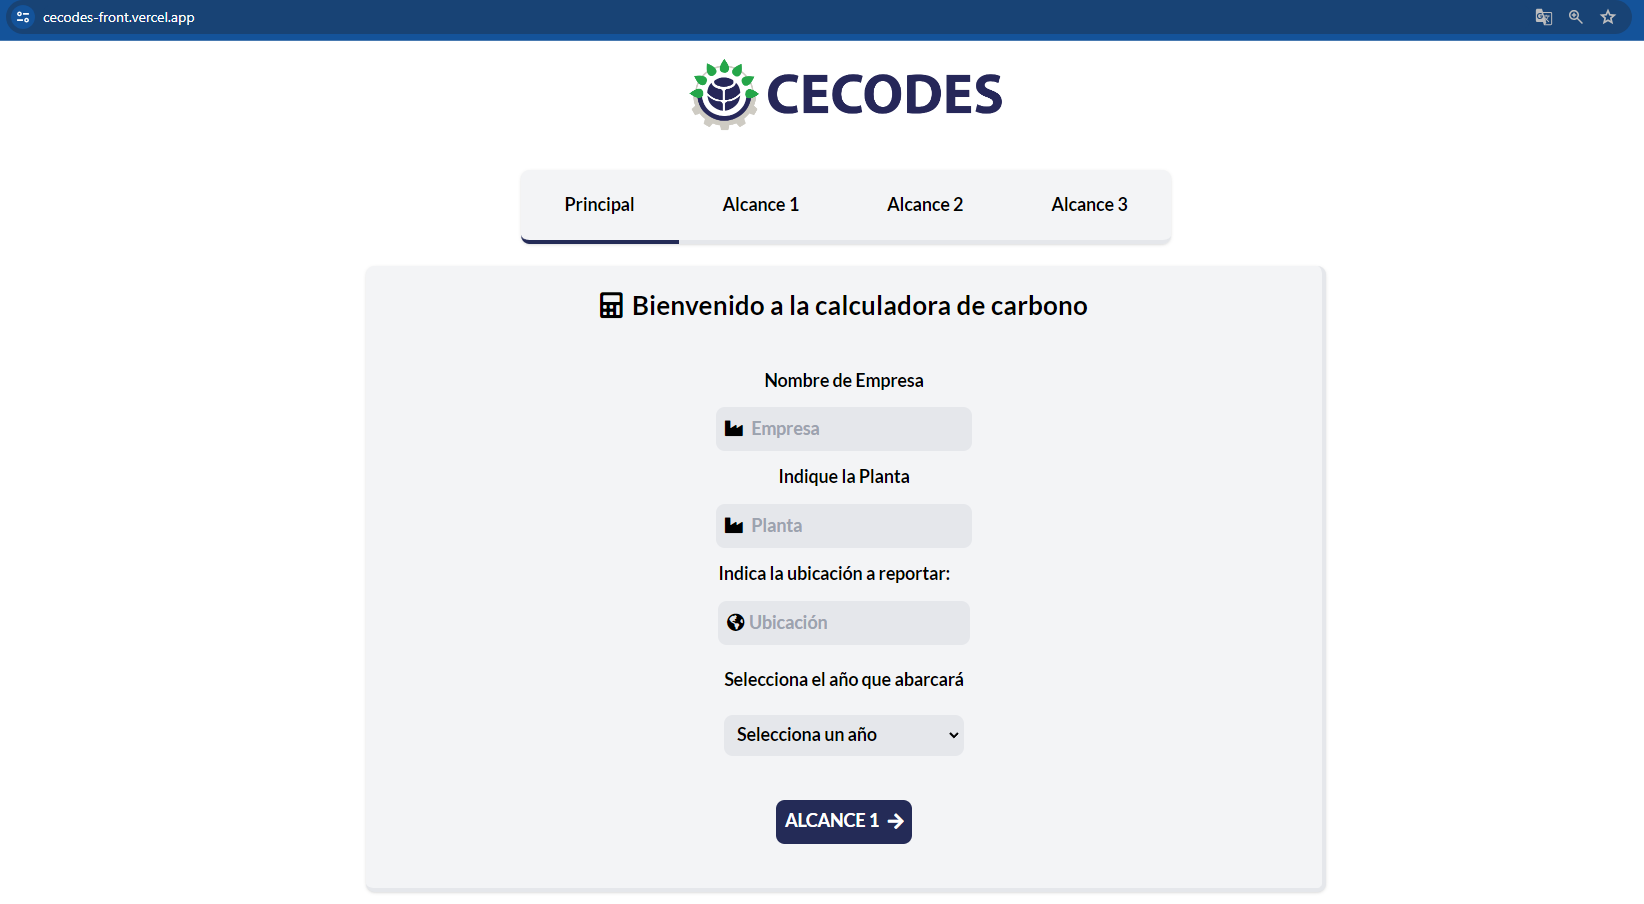 cecodes-front.vercel.app
CECODES
Principal Alcance 1 Alcance 2 Alcance 3
Bienvenido a la calculadora de carbono
Nombre de Empresa
Empresa
Indique la Planta
Planta
Indica la ubicación a reportar:
Ubicación
Selecciona el año que abarcará
Selecciona un año
ALCANCE 1